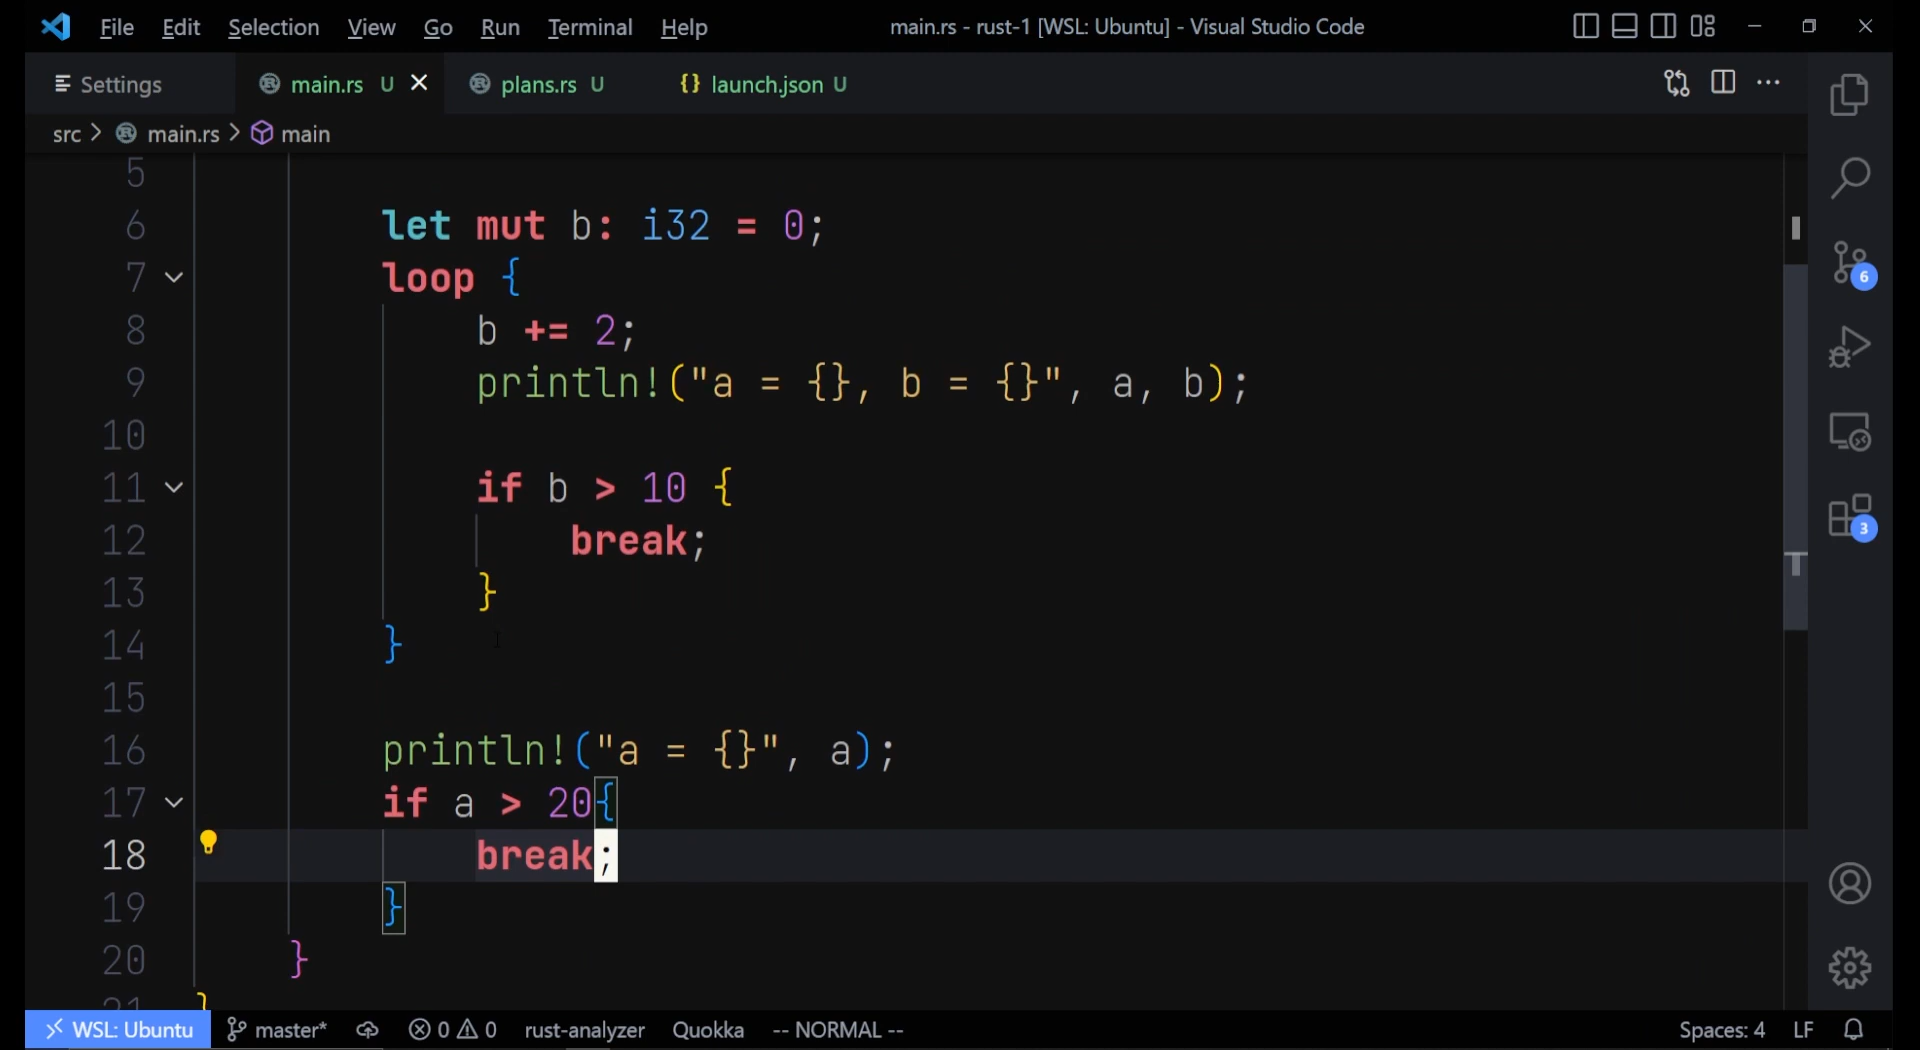 File Edit Selection View Go Run Terminal Help main.rs - rust-1 [WSL: Ubuntu] - Visual Studio Code
Settings main.rs U plans.rs U {} launch.json U
src > main.rs > main
5
6 let mut b: i32 = 0;
7 loop {
8 b += 2;
9 println!("a = {}, b = {}", a, b);
10
11 if b > 10 {
12 break;
13 }
14 }
15
16 println!("a = {}", a);
17 if a > 20{
18 break;
19 }
20 }
21 }
6
3
WSL: Ubuntu master* 0 0 rust-analyzer Quokka -- NORMAL -- Spaces: 4 LF